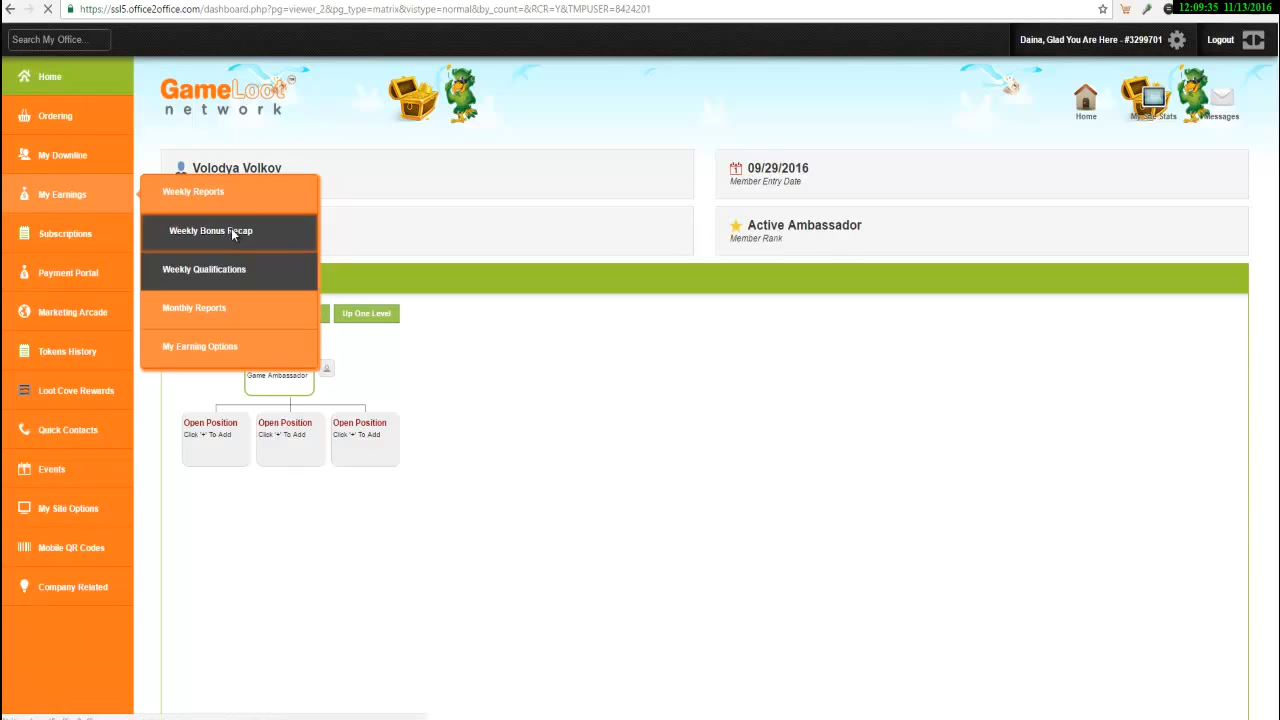 https://ssl5.office2office.com/dashboard.php?pg=viewer_2&pg_type=matrix&vistype=normal&by_count=&RCR=Y&TMPUSER=8424201
12:09:35 11/13/2016
Search My Office...
Daina, Glad You Are Here - #3299701
Logout
Home
Ordering
My Downline
My Earnings
Subscriptions
Payment Portal
Marketing Arcade
Tokens History
Loot Cove Rewards
Quick Contacts
Events
My Site Options
Mobile QR Codes
Company Related
GameLoot
network
Home
My Site Stats
Messages
Volodya Volkov
09/29/2016
Member Entry Date
Active Ambassador
Member Rank
Weekly Reports
Weekly Bonus Recap
Weekly Qualifications
Monthly Reports
My Earning Options
Up One Level
Game Ambassador
Open Position
Click '+' To Add
Open Position
Click '+' To Add
Open Position
Click '+' To Add